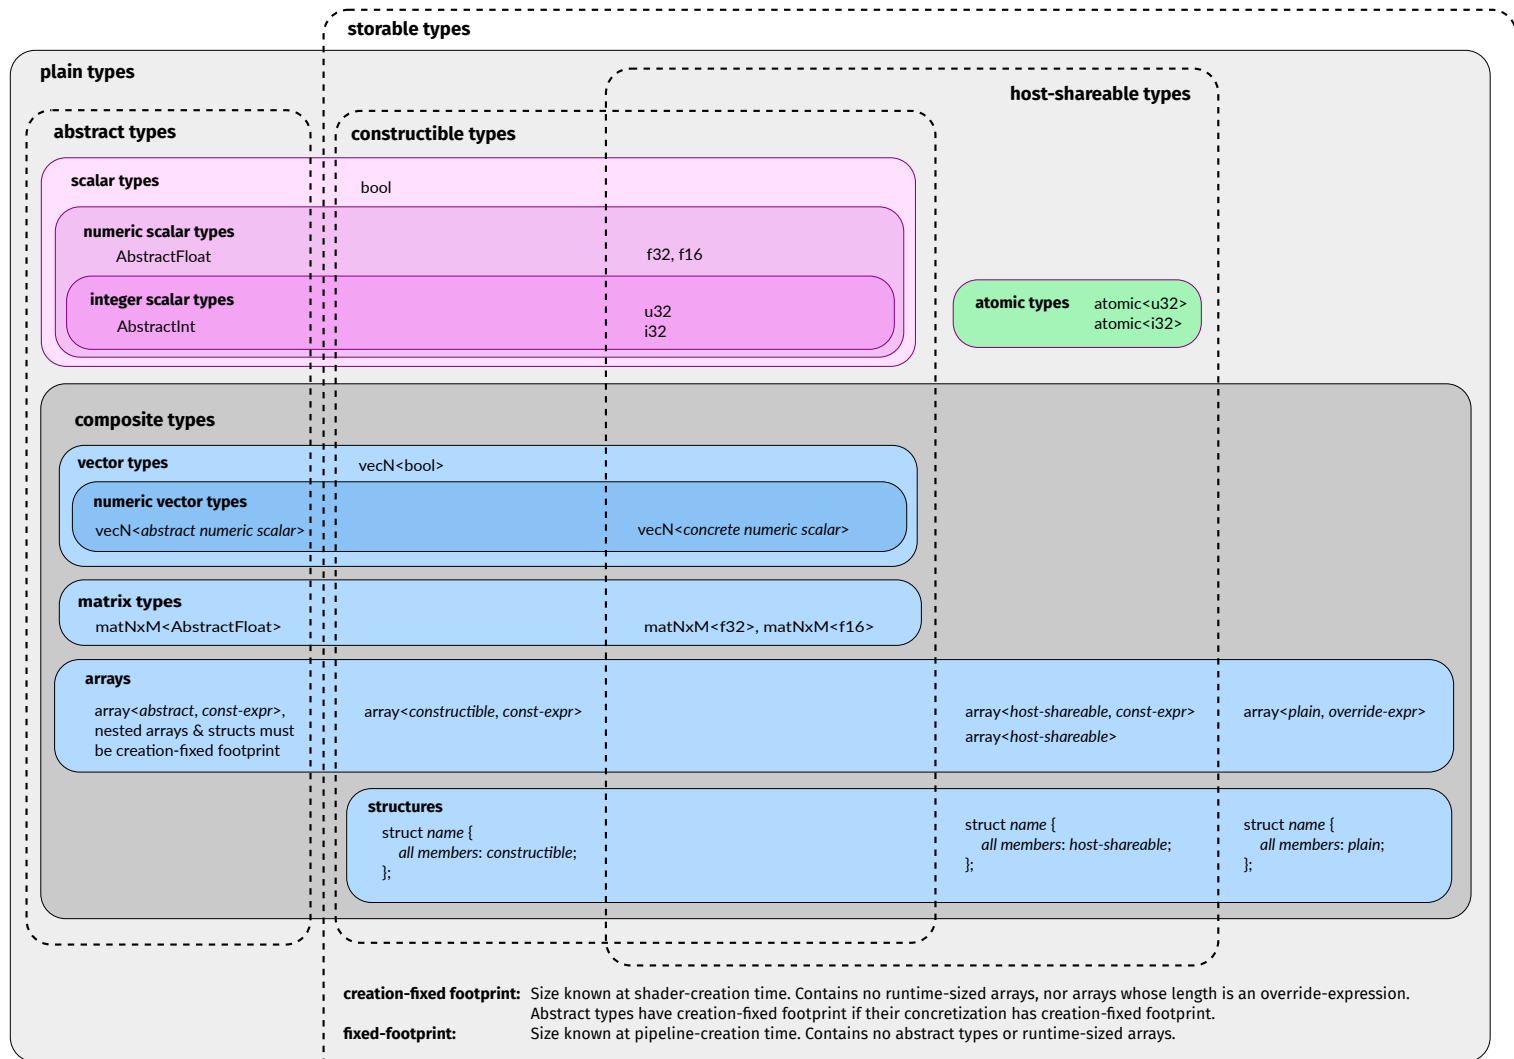 storable types
plain types
host-shareable types
abstract types
constructible types
scalar types
bool
numeric scalar types
AbstractFloat
f32, f16
integer scalar types
AbstractInt
u32
i32
atomic types
atomic<u32>
atomic<i32>
composite types
vector types
vecN<bool>
numeric vector types
vecN<abstract numeric scalar>
vecN<concrete numeric scalar>
matrix types
matNxM<AbstractFloat>
matNxM<f32>, matNxM<f16>
arrays
array<abstract, const-expr>,
nested arrays & structs must
be creation-fixed footprint
array<constructible, const-expr>
array<host-shareable, const-expr>
array<host-shareable>
array<plain, override-expr>
structures
struct name {
all members: constructible;
};
struct name {
all members: host-shareable;
};
struct name {
all members: plain;
};
creation-fixed footprint: Size known at shader-creation time. Contains no runtime-sized arrays, nor arrays whose length is an override-expression.
Abstract types have creation-fixed footprint if their concretization has creation-fixed footprint.
fixed-footprint: Size known at pipeline-creation time. Contains no abstract types or runtime-sized arrays.